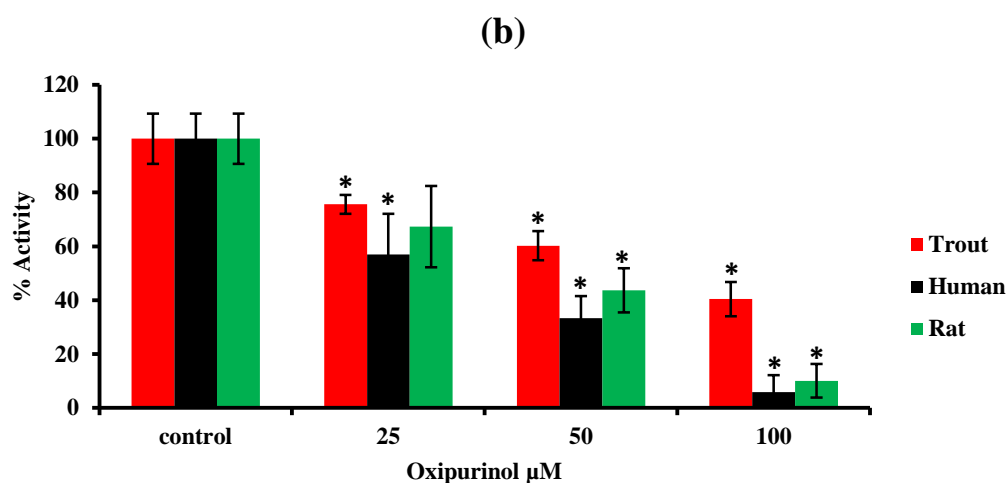 (b)
120
100
80
60
40
20
0
% Activity
* * 
* * *
* * *
control 25 50 100
Oxipurinol µM
Trout
Human
Rat